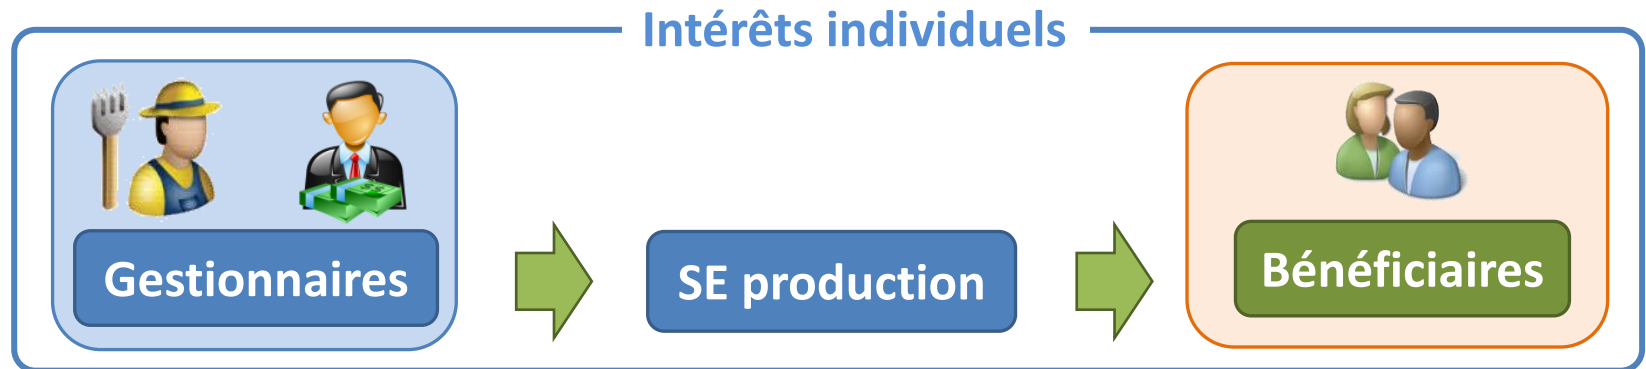 Intérêts individuels
Gestionnaires
SE production
Bénéficiaires